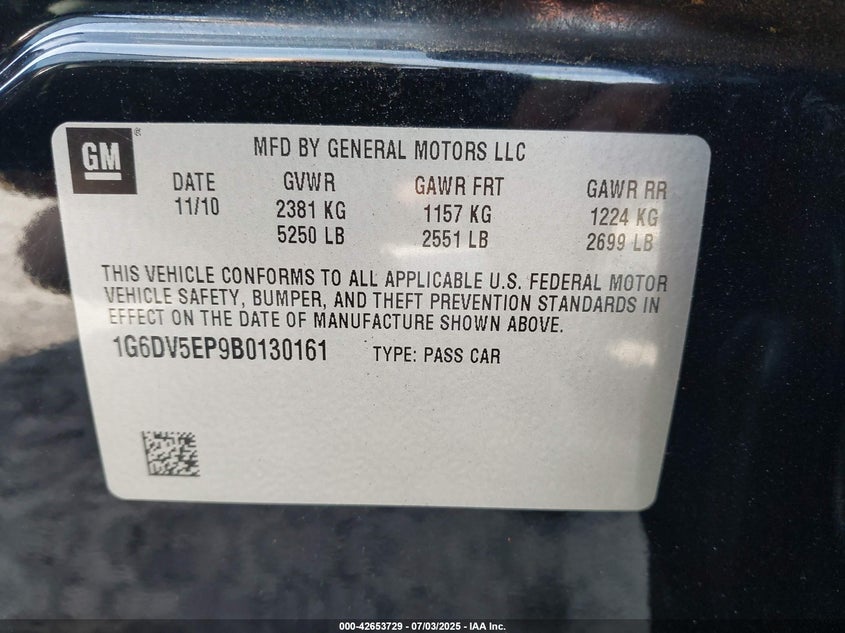 GM
MFD BY GENERAL MOTORS LLC
DATE GVWR GAWR FRT GAWR RR
11/10 2381 KG 1157 KG 1224 KG
5250 LB 2551 LB 2699 LB
THIS VEHICLE CONFORMS TO ALL APPLICABLE U.S. FEDERAL MOTOR
VEHICLE SAFETY, BUMPER, AND THEFT PREVENTION STANDARDS IN
EFFECT ON THE DATE OF MANUFACTURE SHOWN ABOVE.
1G6DV5EP9B0130161 TYPE: PASS CAR
000-42653729 - 07/03/2025 - IAA Inc.